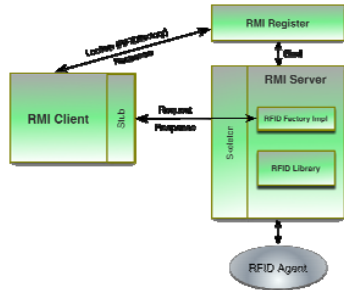 RMI Register
Lookup (RFIDFactory)
Response
Bind
RMI Server
RMI Client
Stub
Request
Response
Skeleton
RFID Factory Impl
RFID Library
RFID Agent